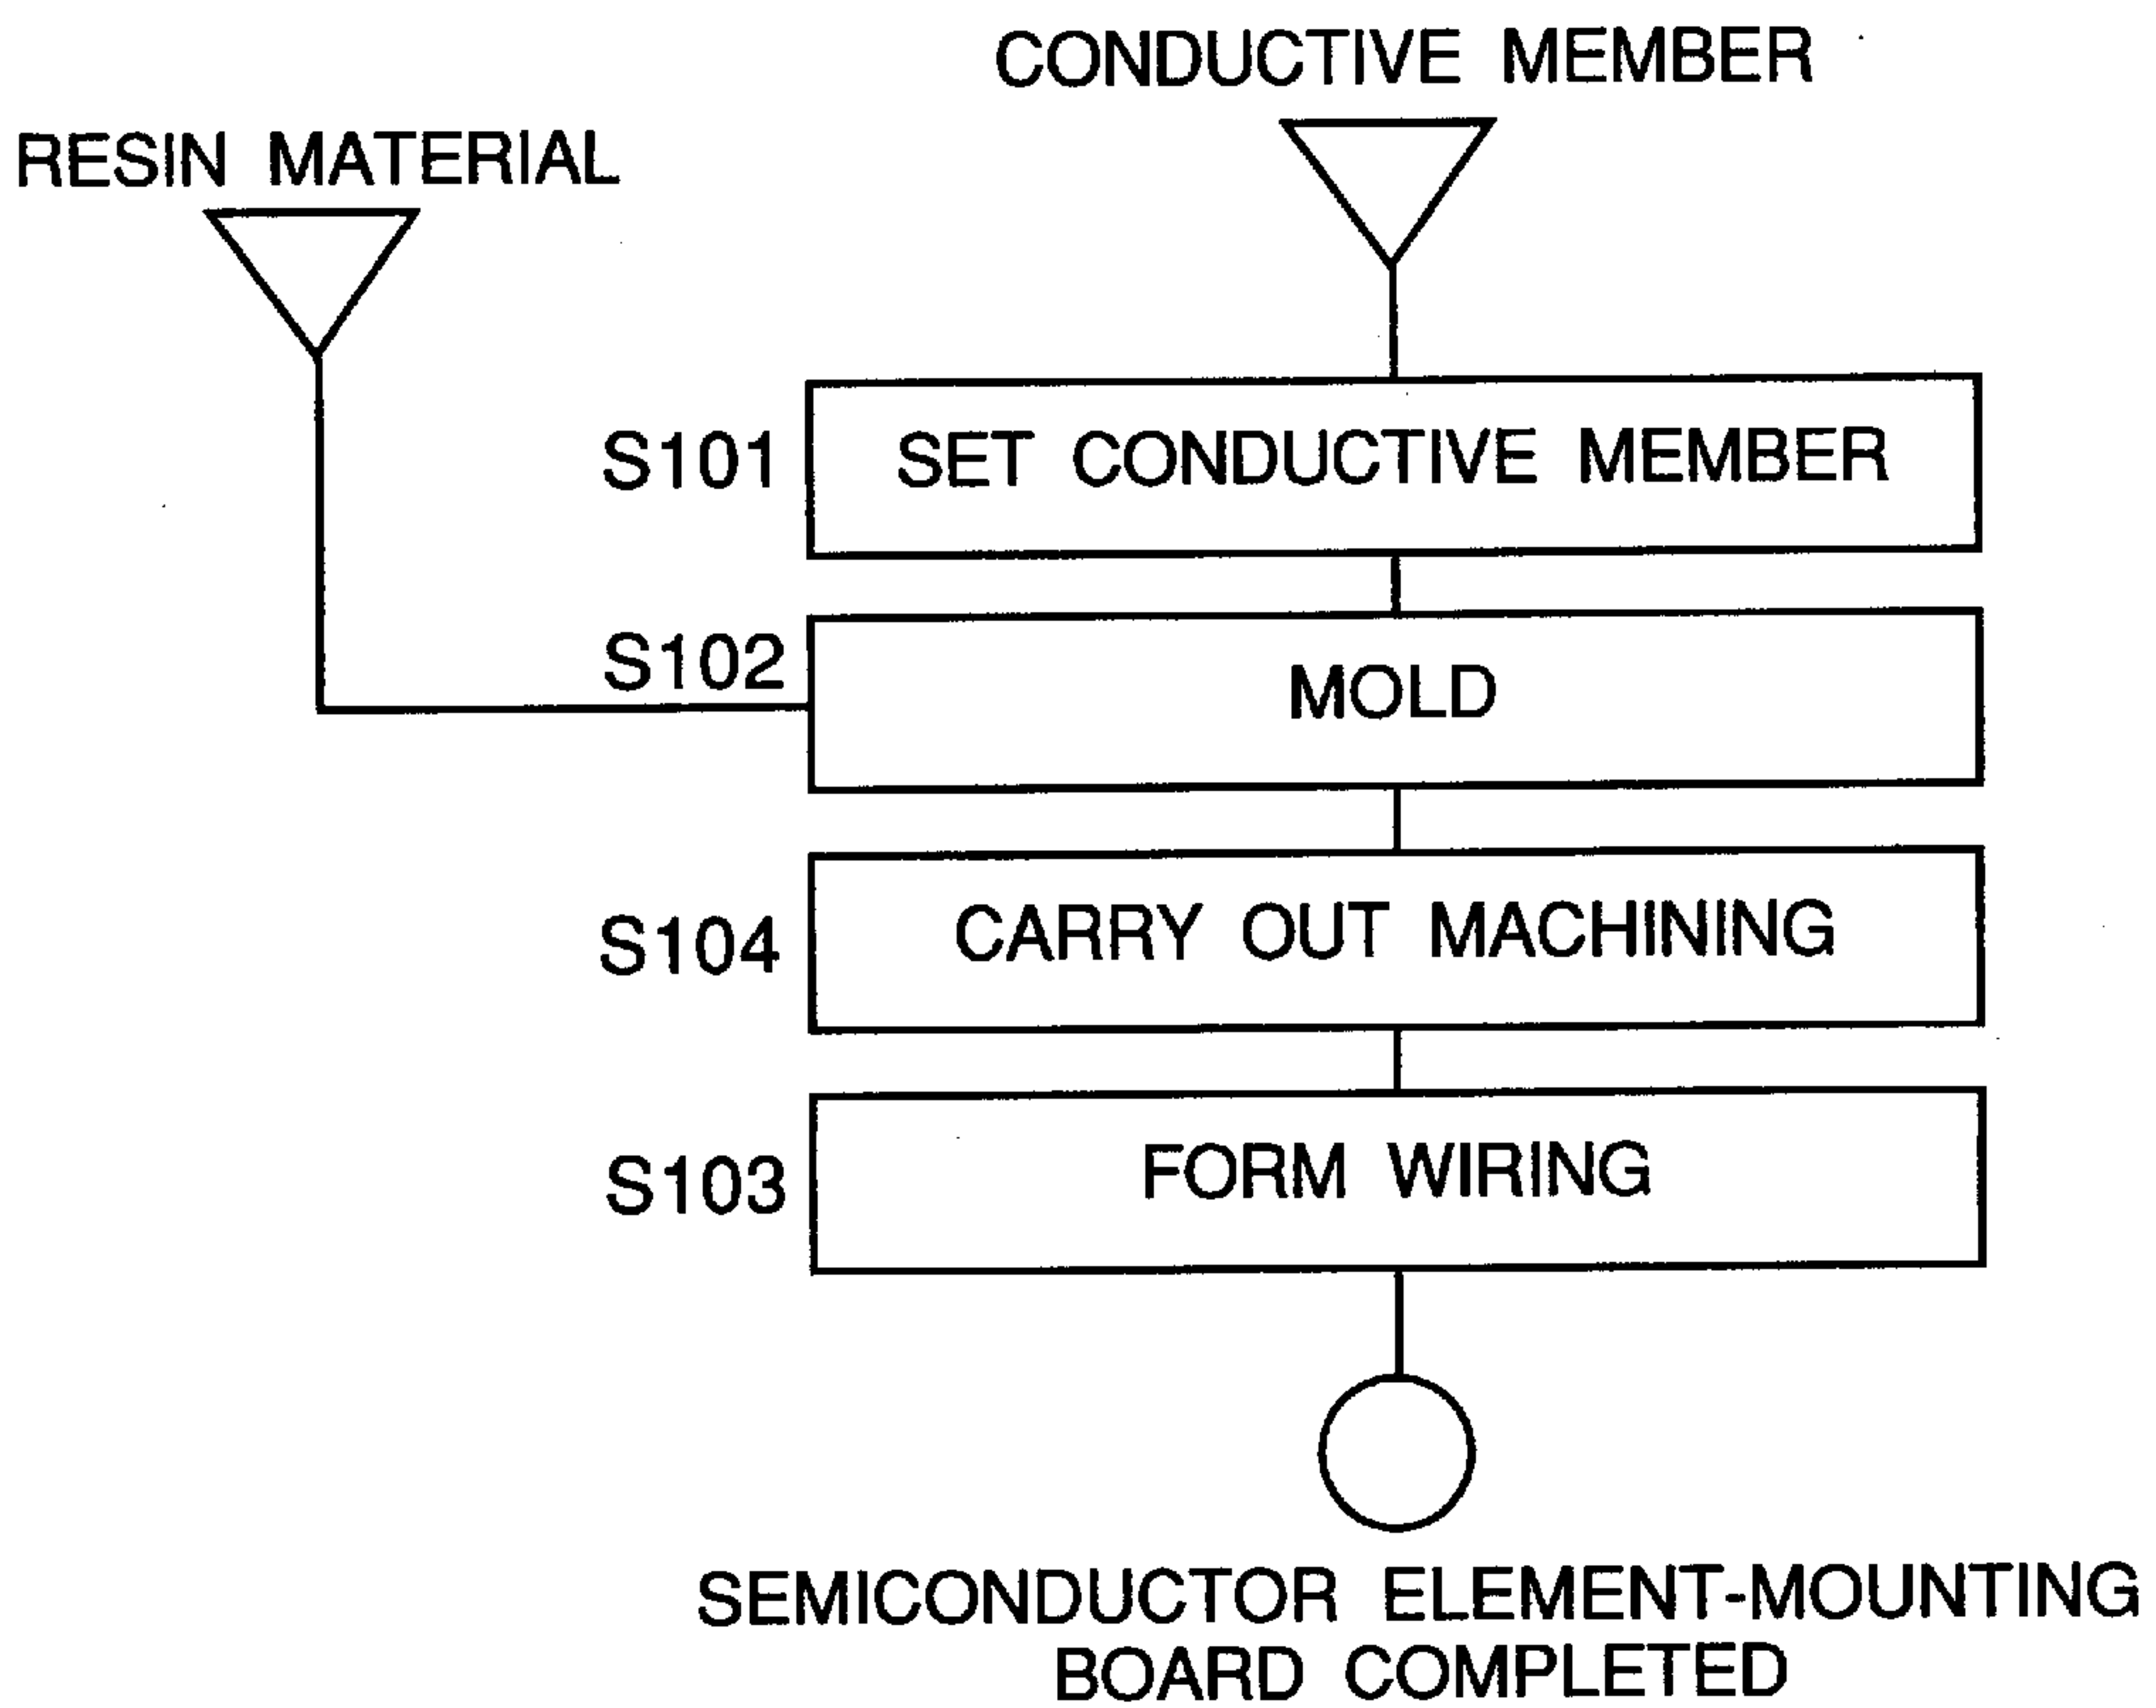 CONDUCTIVE MEMBER
RESIN MATERIAL
S101 SET CONDUCTIVE MEMBER
S102 MOLD
S104 CARRY OUT MACHINING
S103 FORM WIRING
SEMICONDUCTOR ELEMENT-MOUNTING
BOARD COMPLETED